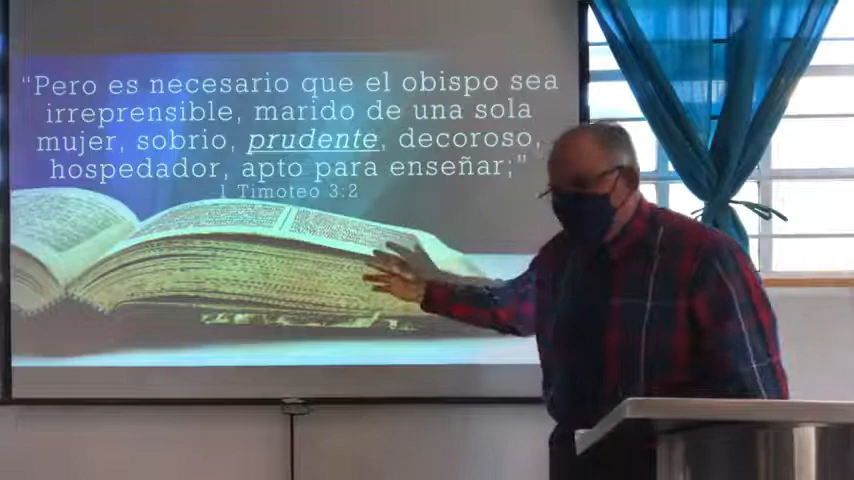 "Pero es necesario que el obispo sea
irreprensible, marido de una sola
mujer, sobrio, prudente, decoroso,
hospedador, apto para enseñar;"
1 Timoteo 3:2